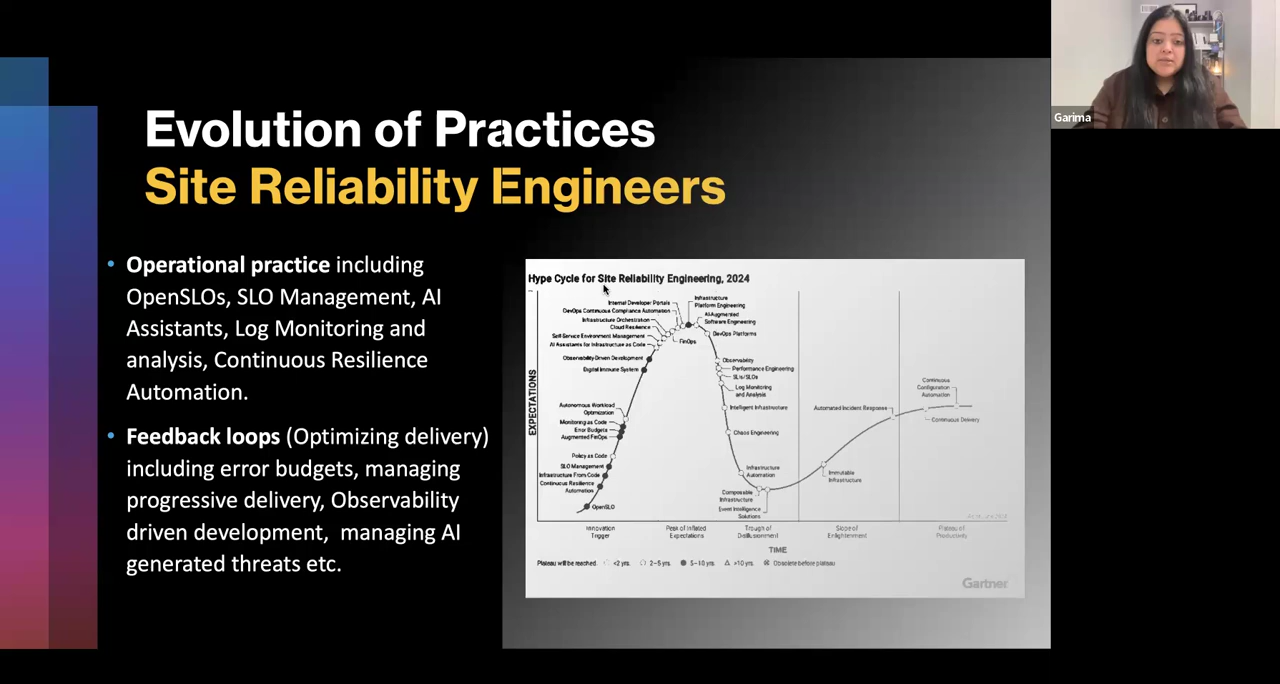 Garima
Evolution of Practices
Site Reliability Engineers
• Operational practice including
OpenSLOs, SLO Management, AI
Assistants, Log Monitoring and
analysis, Continuous Resilience
Automation.
• Feedback loops (Optimizing delivery)
including error budgets, managing
progressive delivery, Observability
driven development, managing AI
generated threats etc.
Hype Cycle for Site Reliability Engineering, 2024
EXPECTATIONS
Internal Developer Portals
DevOps Continuous Compliance Automation
Infrastructure Orchestration
Cloud Resilience
Self-Service Environment Management
AI Assistants for Infrastructure as Code
Observability-Driven Development
Digital Immune System
Autonomous Workload
Optimization
Monitoring as Code
Error Budgets
Augmented FinOps
Policy as Code
SLO Management
Infrastructure From Code
Continuous Resilience
Automation
OpenSLO
Infrastructure
Platform Engineering
AI-Augmented
Software Engineering
DevOps Platforms
FinOps
Observability
Performance Engineering
SLIs/SLOs
Log Monitoring
and Analysis
Intelligent Infrastructure
Chaos Engineering
Infrastructure
Automation
Composable
Infrastructure
Event Intelligence
Solutions
Immutable
Infrastructure
Automated Incident Response
Continuous
Configuration
Automation
Continuous Delivery
Innovation
Trigger
Peak of Inflated
Expectations
Trough of
Disillusionment
Slope of
Enlightenment
Plateau of
Productivity
TIME
Plateau will be reached: <2 yrs. 2–5 yrs. 5–10 yrs. >10 yrs. Obsolete before plateau
Gartner